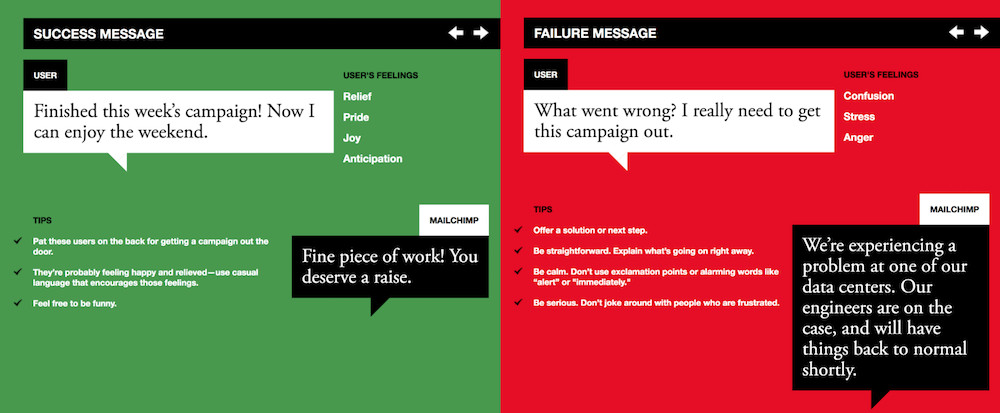 SUCCESS MESSAGE
USER
Finished this week’s campaign! Now I
can enjoy the weekend.
USER'S FEELINGS
Relief
Pride
Joy
Anticipation
TIPS
Pat these users on the back for getting a campaign out the
door.
They're probably feeling happy and relieved—use casual
language that encourages those feelings.
Feel free to be funny.
MAILCHIMP
Fine piece of work! You
deserve a raise.
FAILURE MESSAGE
USER
What went wrong? I really need to get
this campaign out.
USER'S FEELINGS
Confusion
Stress
Anger
TIPS
Offer a solution or next step.
Be straightforward. Explain what's going on right away.
Be calm. Don't use exclamation points or alarming words like
“alert” or “immediately.”
Be serious. Don't joke around with people who are frustrated.
MAILCHIMP
We’re experiencing a
problem at one of our
data centers. Our
engineers are on the
case, and will have
things back to normal
shortly.